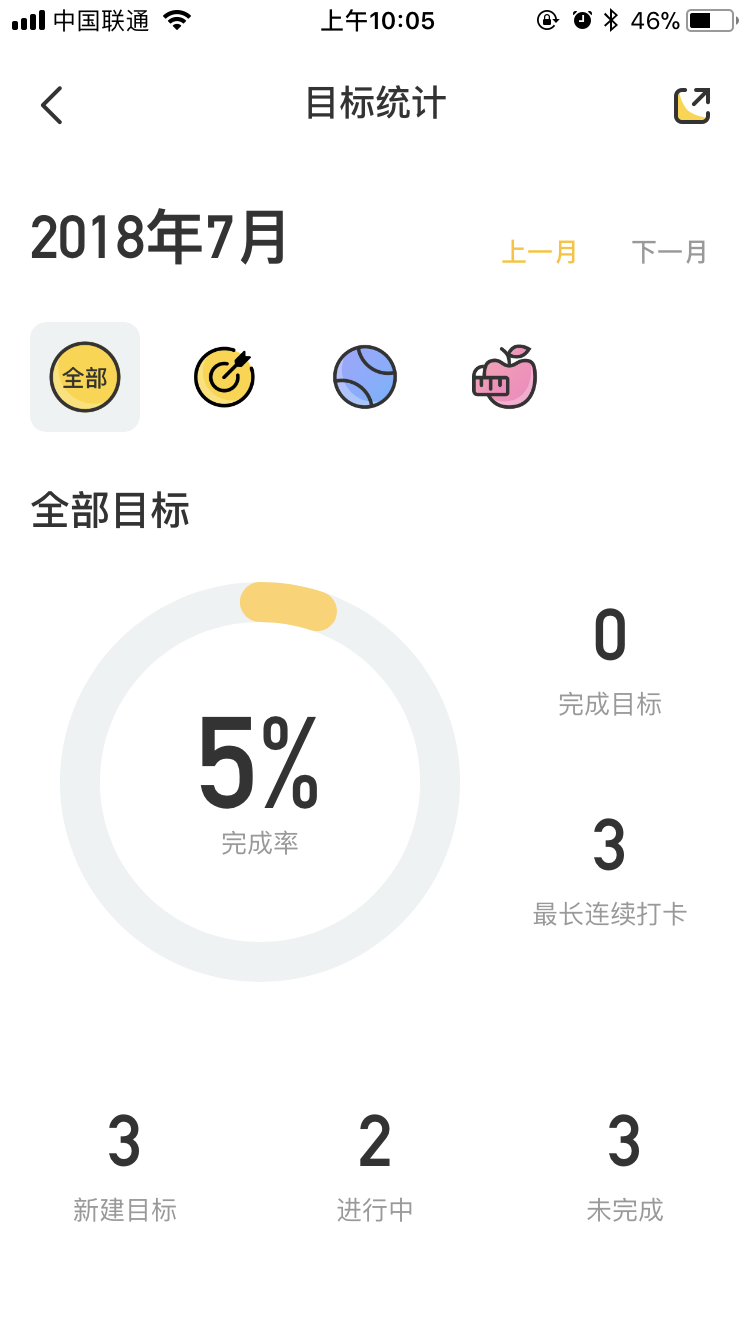 中国联通 上午10:05 46%
目标统计
2018年7月 上一月 下一月
全部
全部目标
0
完成目标
5%
完成率
3
最长连续打卡
3 2 3
新建目标 进行中 未完成